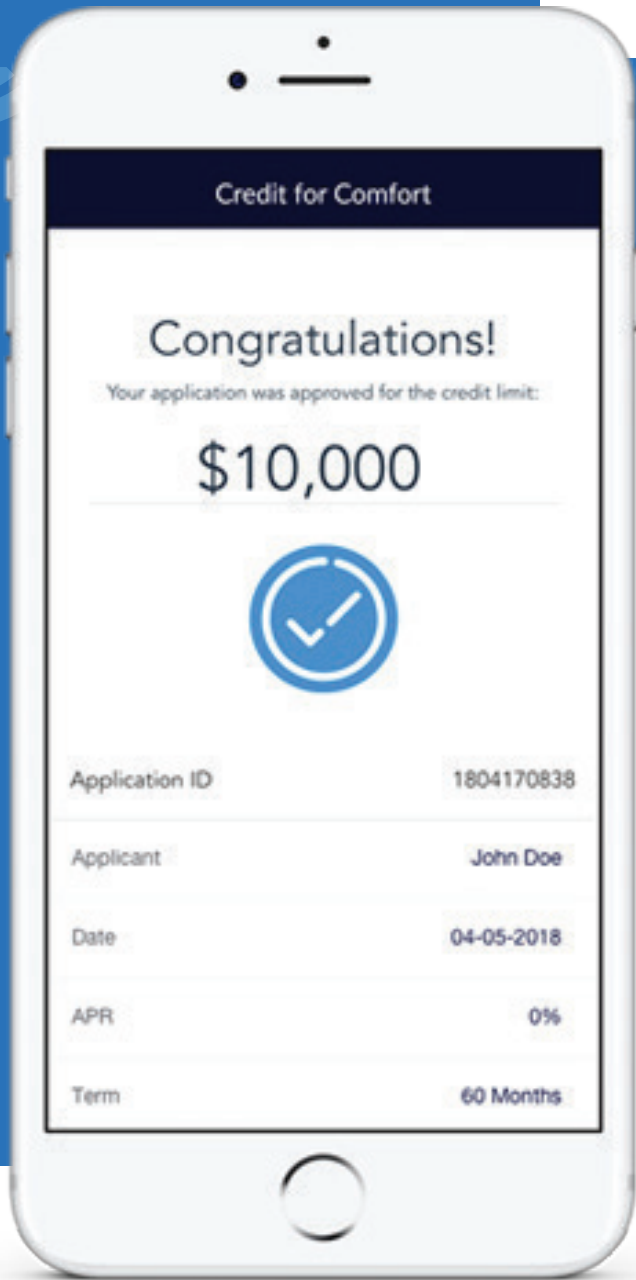 Credit for Comfort
Congratulations!
Your application was approved for the credit limit:
$10,000
Application ID 1804170838
Applicant John Doe
Date 04-05-2018
APR 0%
Term 60 Months